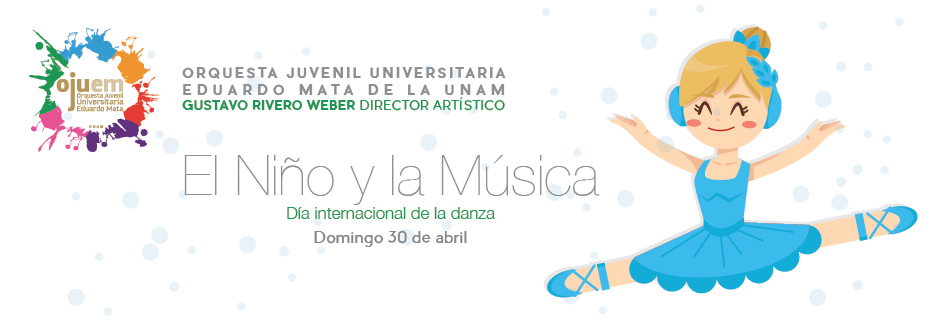 ojuem
Orquesta Juvenil
Universitaria
Eduardo Mata
UNAM
ORQUESTA JUVENIL UNIVERSITARIA
EDUARDO MATA DE LA UNAM
GUSTAVO RIVERO WEBER DIRECTOR ARTÍSTICO
El Niño y la Música
Día internacional de la danza
Domingo 30 de abril